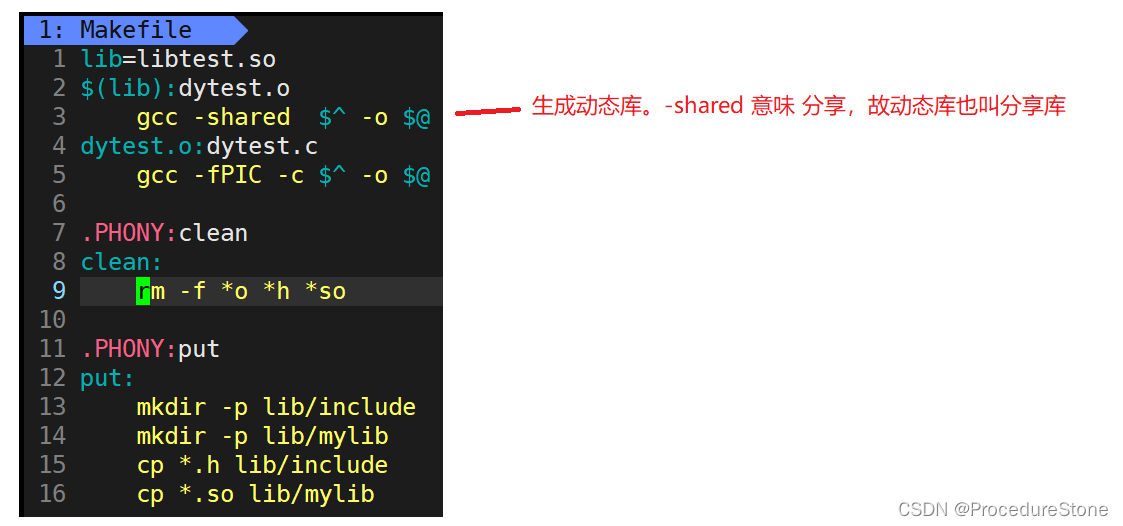 1: Makefile
1 lib=libtest.so
2 $(lib):dytest.o
3     gcc -shared  $^ -o $@
生成动态库。-shared 意味 分享，故动态库也叫分享库
4 dytest.o:dytest.c
5     gcc -fPIC -c $^ -o $@
6
7 .PHONY:clean
8 clean:
9     rm -f *o *h *so
10
11 .PHONY:put
12 put:
13     mkdir -p lib/include
14     mkdir -p lib/mylib
15     cp *.h lib/include
16     cp *.so lib/mylib
CSDN @ProcedureStone